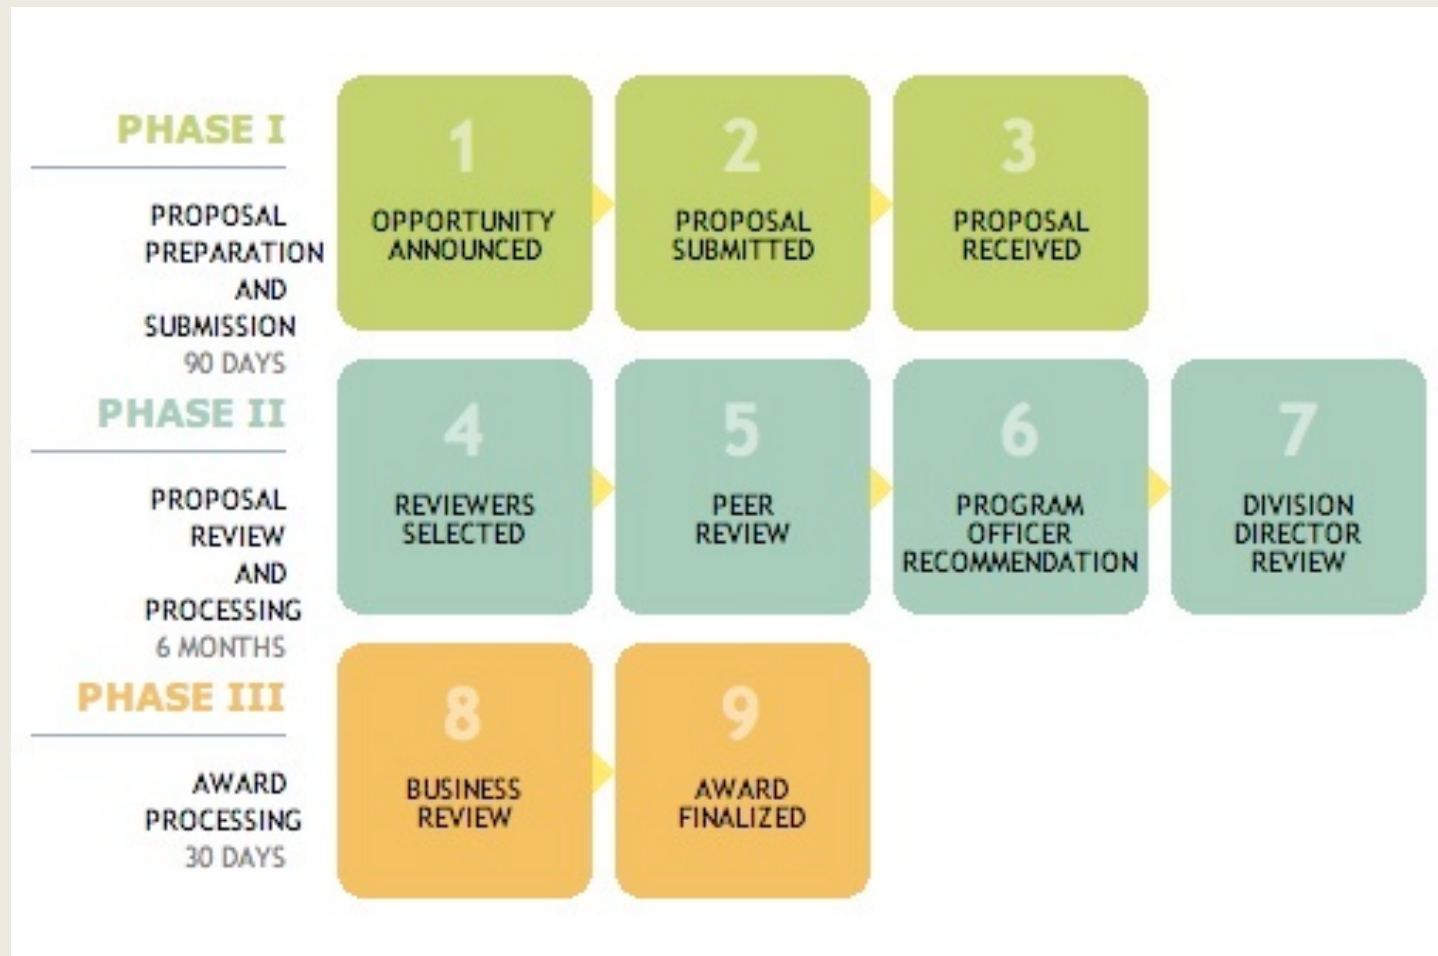 PHASE I
PROPOSAL
PREPARATION
AND
SUBMISSION
90 DAYS
1
OPPORTUNITY
ANNOUNCED
2
PROPOSAL
SUBMITTED
3
PROPOSAL
RECEIVED
PHASE II
PROPOSAL
REVIEW
AND
PROCESSING
6 MONTHS
4
REVIEWERS
SELECTED
5
PEER
REVIEW
6
PROGRAM
OFFICER
RECOMMENDATION
7
DIVISION
DIRECTOR
REVIEW
PHASE III
AWARD
PROCESSING
30 DAYS
8
BUSINESS
REVIEW
9
AWARD
FINALIZED